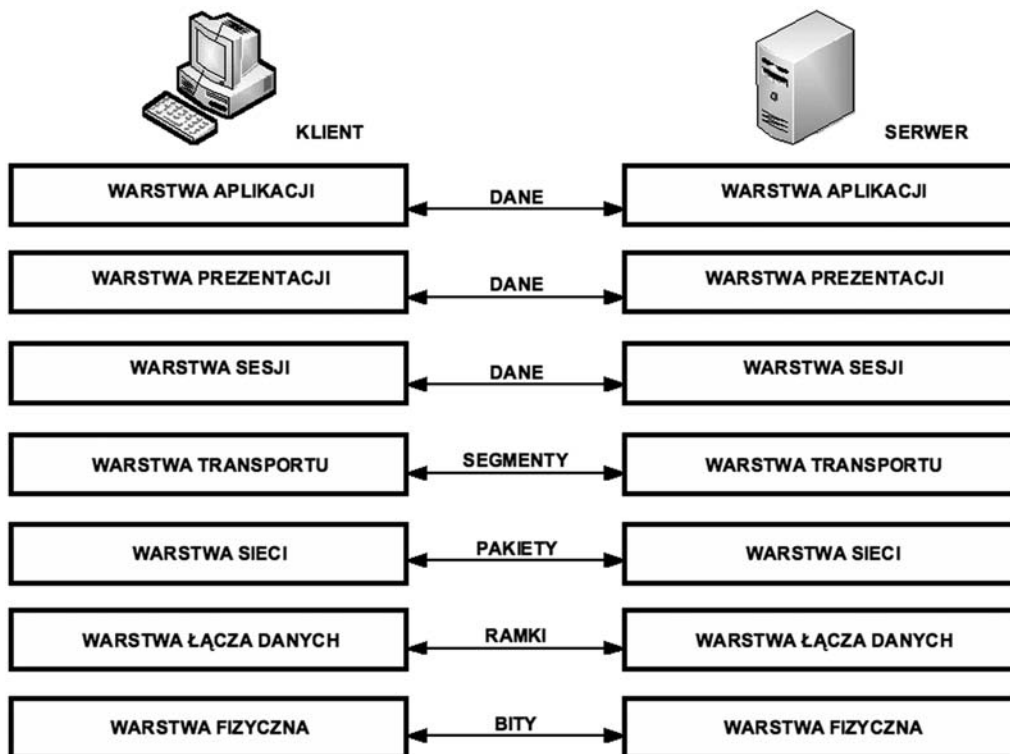 KLIENT SERWER
WARSTWA APLIKACJI DANE WARSTWA APLIKACJI
WARSTWA PREZENTACJI DANE WARSTWA PREZENTACJI
WARSTWA SESJI DANE WARSTWA SESJI
WARSTWA TRANSPORTU SEGMENTY WARSTWA TRANSPORTU
WARSTWA SIECI PAKIETY WARSTWA SIECI
WARSTWA ŁĄCZA DANYCH RAMKI WARSTWA ŁĄCZA DANYCH
WARSTWA FIZYCZNA BITY WARSTWA FIZYCZNA